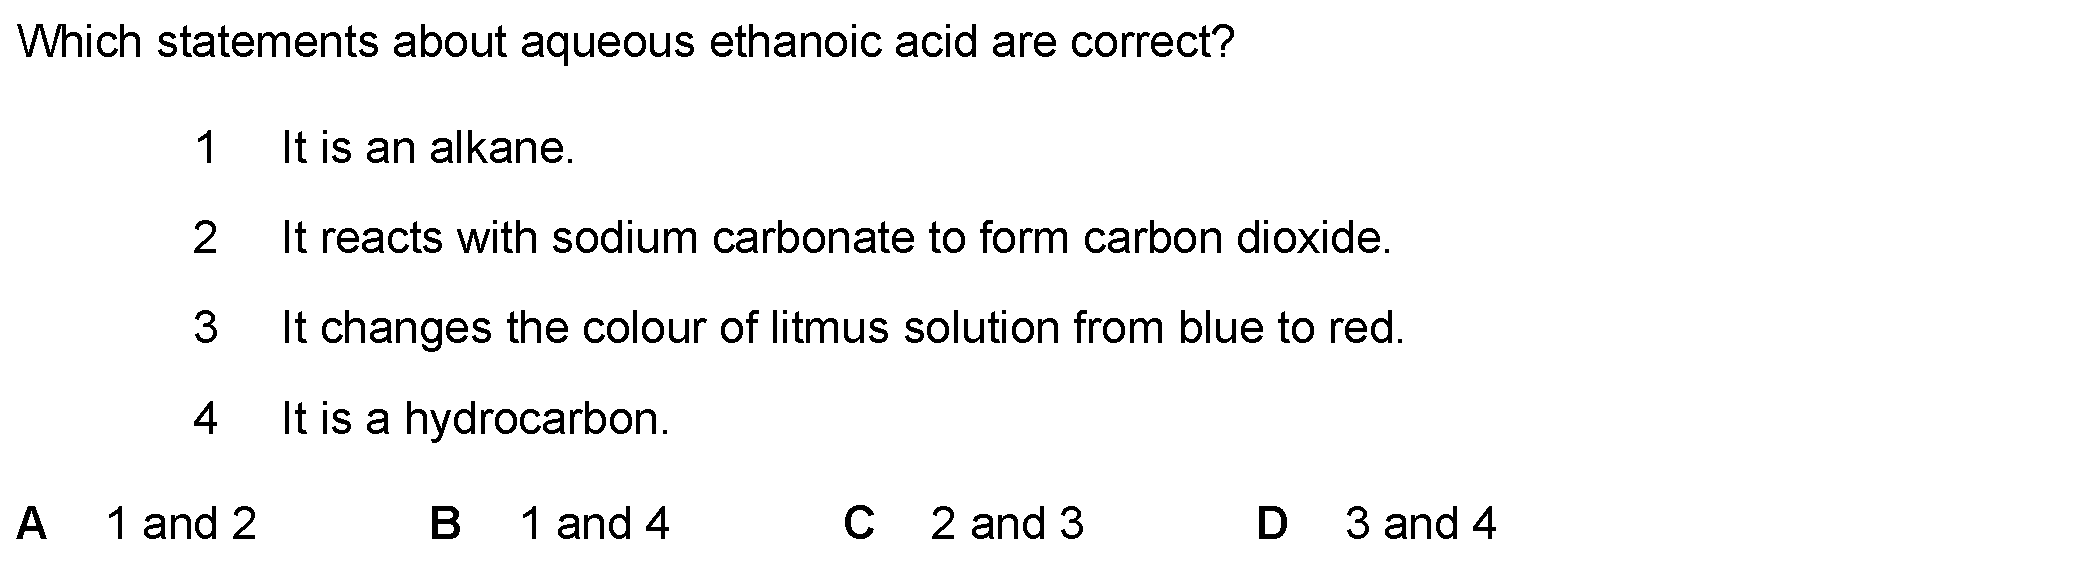 Which statements about aqueous ethanoic acid are correct?
1 It is an alkane.
2 It reacts with sodium carbonate to form carbon dioxide.
3 It changes the colour of litmus solution from blue to red.
4 It is a hydrocarbon.
A 1 and 2 B 1 and 4 C 2 and 3 D 3 and 4